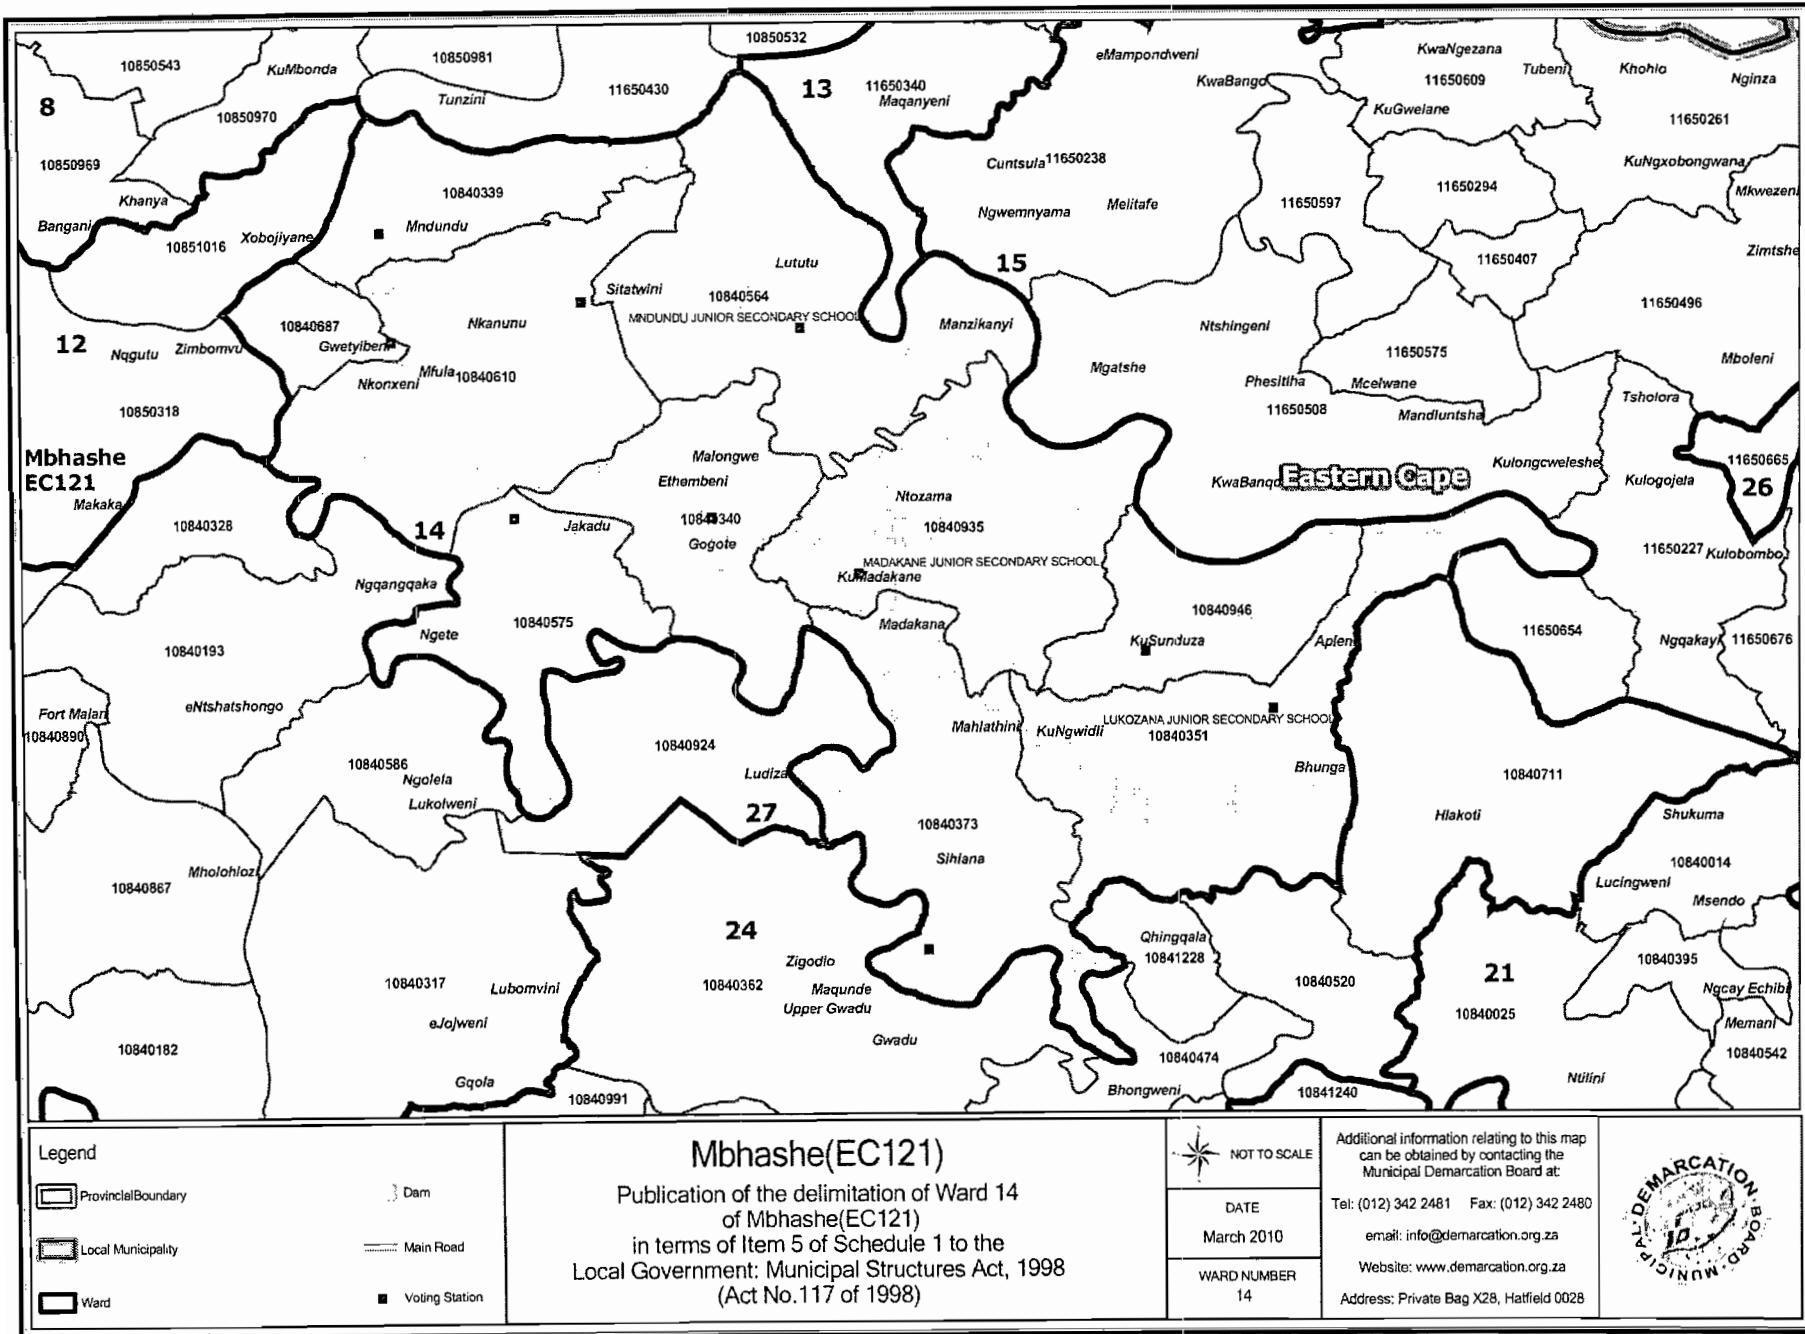 10850543
KuMbonda
10850981
10850532
8
10850970
Tunzini
11650430
13
11650340
Maqanyeni
eMampondweni
KwaBango
KwaNgezana
11650609
Tubeni
Khohlo
Nginza
KuGwelane
11650261
10850969
Khanya
10840339
Cuntsula
11650238
11650294
KuNgxobongwana
Mkwezeni
Bangani
10851016
Xobojiyane
Mndundu
Ngwemnyama
Melitafe
11650597
Zimtshe
15
11650407
Lututu
Sitatwini
10840564
MNDUNDU JUNIOR SECONDARY SCHOOL
11650496
12
Nqgutu
Zimbomvu
10840687
Gwetyibeni
Nkanunu
Manzikanyi
Ntshingeni
11650575
Mboleni
Nkonxeni
Mfula
10840610
Mgatshe
Phesitlha
Mcelwane
11650508
Mandluntsha
Tsholora
10850318
Mbhashe
EC121
Makaka
Malongwe
Ethembeni
Ntozama
KwaBanqo
Eastern Cape
Kulongcweleshe
Kulogojela
11650665
26
10840328
14
Jakadu
10840340
Gogote
10840935
11650227
Kulobombo
MADAKANE JUNIOR SECONDARY SCHOOL
KuMadakane
Ngqangqaka
Ngete
10840575
Madakana
10840946
KuSunduza
Apleni
11650654
Ngqakayi
11650676
10840193
Fort Malan
10840890
eNtshatshongo
10840924
Ludiza
Mahlathini
KuNgwidli
LUKOZANA JUNIOR SECONDARY SCHOOL
10840351
Bhunga
10840711
10840586
Ngolela
Lukolweni
27
10840373
Sihlana
Hlakoti
Shukuma
10840014
Lucingweni
Msendo
Mholohlozi
10840867
24
Zigodlo
10840362
Maqunde
Upper Gwadu
Gwadu
Qhingqala
10841228
10840520
21
10840025
10840395
Ngcay Echibi
Memani
10840542
10840317
Lubomvini
eJojweni
10840182
Gqola
10840991
10840474
Bhongweni
10841240
Ntilini
Legend
ProvincialBoundary
Dam
Local Municipality
Main Road
Ward
Voting Station
Mbhashe(EC121)
Publication of the delimitation of Ward 14
of Mbhashe(EC121)
in terms of Item 5 of Schedule 1 to the
Local Government: Municipal Structures Act, 1998
(Act No.117 of 1998)
NOT TO SCALE
DATE
March 2010
WARD NUMBER
14
Additional information relating to this map
can be obtained by contacting the
Municipal Demarcation Board at:
Tel: (012) 342 2481 Fax: (012) 342 2480
email: info@demarcation.org.za
Website: www.demarcation.org.za
Address: Private Bag X28, Hatfield 0028
MUNICIPAL DEMARCATION BOARD